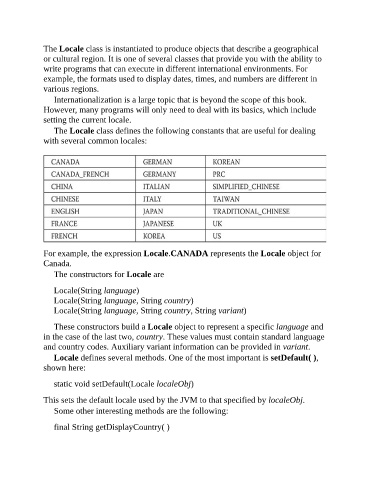 The Locale class is instantiated to produce objects that describe a geographical
or cultural region. It is one of several classes that provide you with the ability to
write programs that can execute in different international environments. For
example, the formats used to display dates, times, and numbers are different in
various regions.
Internationalization is a large topic that is beyond the scope of this book.
However, many programs will only need to deal with its basics, which include
setting the current locale.
The Locale class defines the following constants that are useful for dealing
with several common locales:
CANADA GERMAN KOREAN
CANADA_FRENCH GERMANY PRC
CHINA ITALIAN SIMPLIFIED_CHINESE
CHINESE ITALY TAIWAN
ENGLISH JAPAN TRADITIONAL_CHINESE
FRANCE JAPANESE UK
FRENCH KOREA US
For example, the expression Locale.CANADA represents the Locale object for
Canada.
The constructors for Locale are
Locale(String language)
Locale(String language, String country)
Locale(String language, String country, String variant)
These constructors build a Locale object to represent a specific language and
in the case of the last two, country. These values must contain standard language
and country codes. Auxiliary variant information can be provided in variant.
Locale defines several methods. One of the most important is setDefault( ),
shown here:
static void setDefault(Locale localeObj)
This sets the default locale used by the JVM to that specified by localeObj.
Some other interesting methods are the following:
final String getDisplayCountry( )